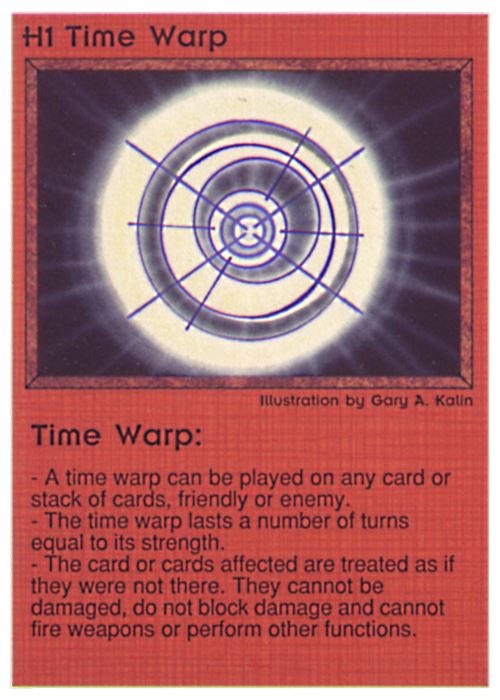 H1 Time Warp
Illustration by Gary A. Kalin
Time Warp:
- A time warp can be played on any card or
stack of cards, friendly or enemy.
- The time warp lasts a number of turns
equal to its strength.
- The card or cards affected are treated as if
they were not there. They cannot be
damaged, do not block damage and cannot
fire weapons or perform other functions.